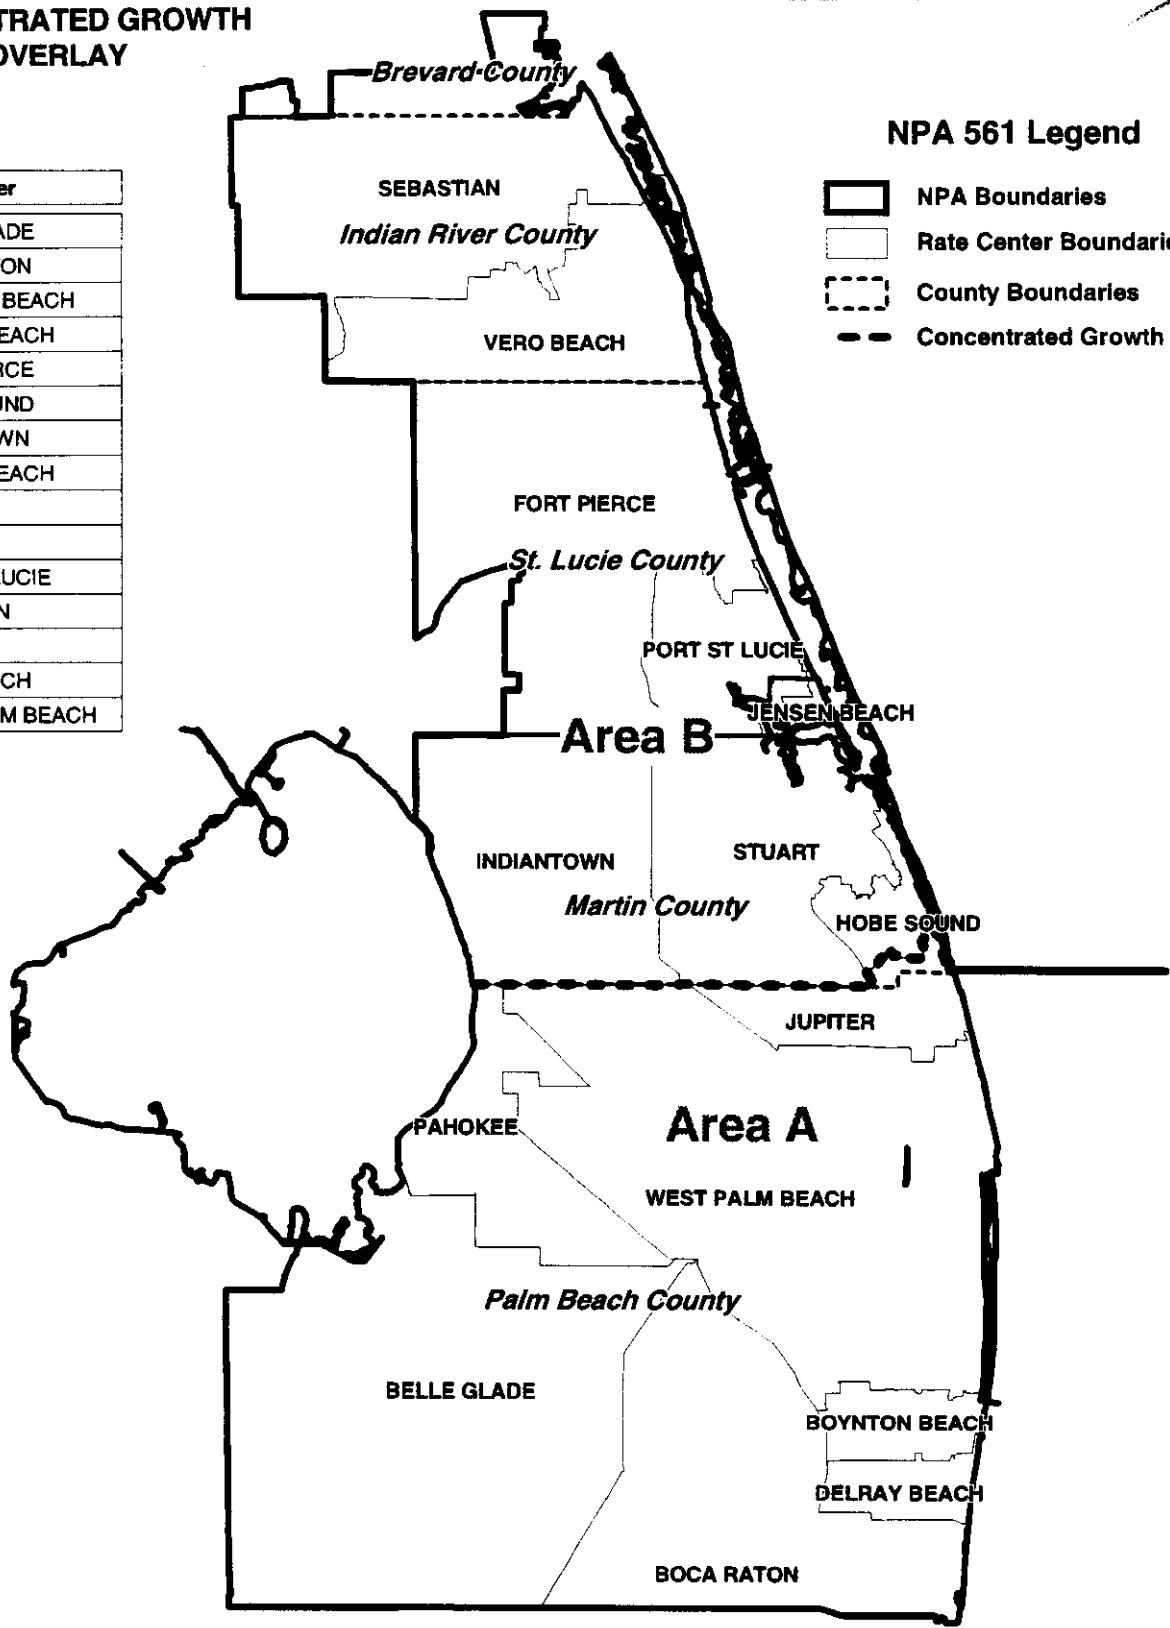 TRATED GROWTH
OVERLAY
er
ADE
ON
BEACH
EACH
RCE
UND
WN
EACH
LUCIE
N
CH
M BEACH
NPA 561 Legend
NPA Boundaries
Rate Center Boundarie
County Boundaries
Concentrated Growth
Brevard County
SEBASTIAN
Indian River County
VERO BEACH
FORT PIERCE
St. Lucie County
PORT ST LUCIE
JENSEN BEACH
Area B
INDIANTOWN
STUART
Martin County
HOBE SOUND
JUPITER
PAHOKEE
Area A
WEST PALM BEACH
Palm Beach County
BELLE GLADE
BOYNTON BEACH
DELRAY BEACH
BOCA RATON